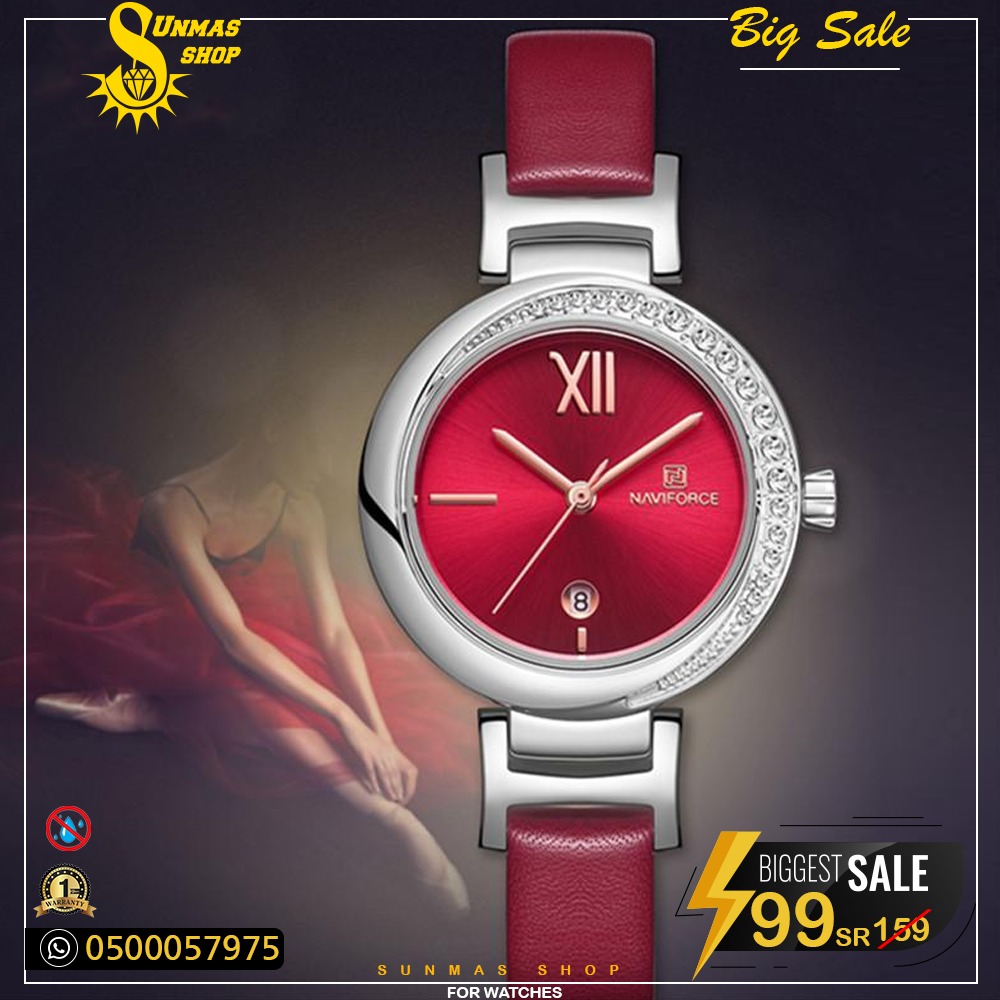 SUNMAS
SHOP
Big Sale
XII
NAVIFORCE
8
1
WARRANTY
0500057975
BIGGEST SALE
99 SR 159
SUNMAS SHOP
FOR WATCHES